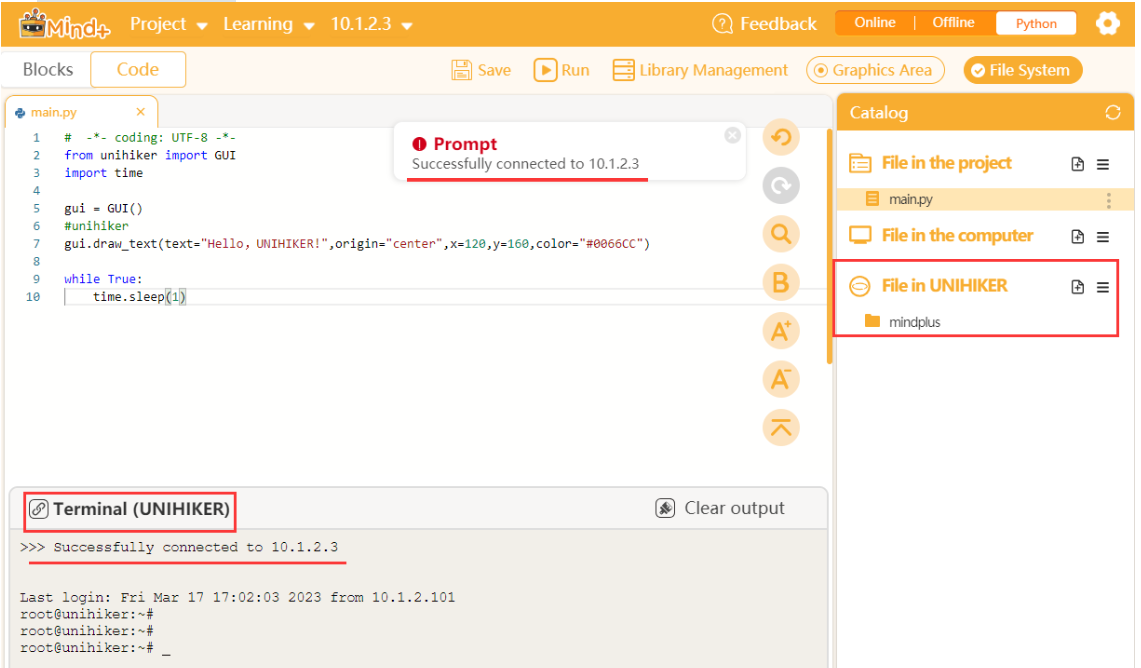 Mind+ Project Learning 10.1.2.3 Feedback Online | Offline Python
Blocks Code Save Run Library Management Graphics Area File System
main.py
Catalog
1 # -*- coding: UTF-8 -*-
2 from unihiker import GUI
3 import time
4
5 gui = GUI()
6 #unihiker
7 gui.draw_text(text="Hello，UNIHIKER!",origin="center",x=120,y=160,color="#0066CC")
8
9 while True:
10 time.sleep(1)
Prompt
Successfully connected to 10.1.2.3
B
A+
A-
File in the project
main.py
File in the computer
File in UNIHIKER
mindplus
Terminal (UNIHIKER) Clear output
>>> Successfully connected to 10.1.2.3
Last login: Fri Mar 17 17:02:03 2023 from 10.1.2.101
root@unihiker:~#
root@unihiker:~#
root@unihiker:~# _